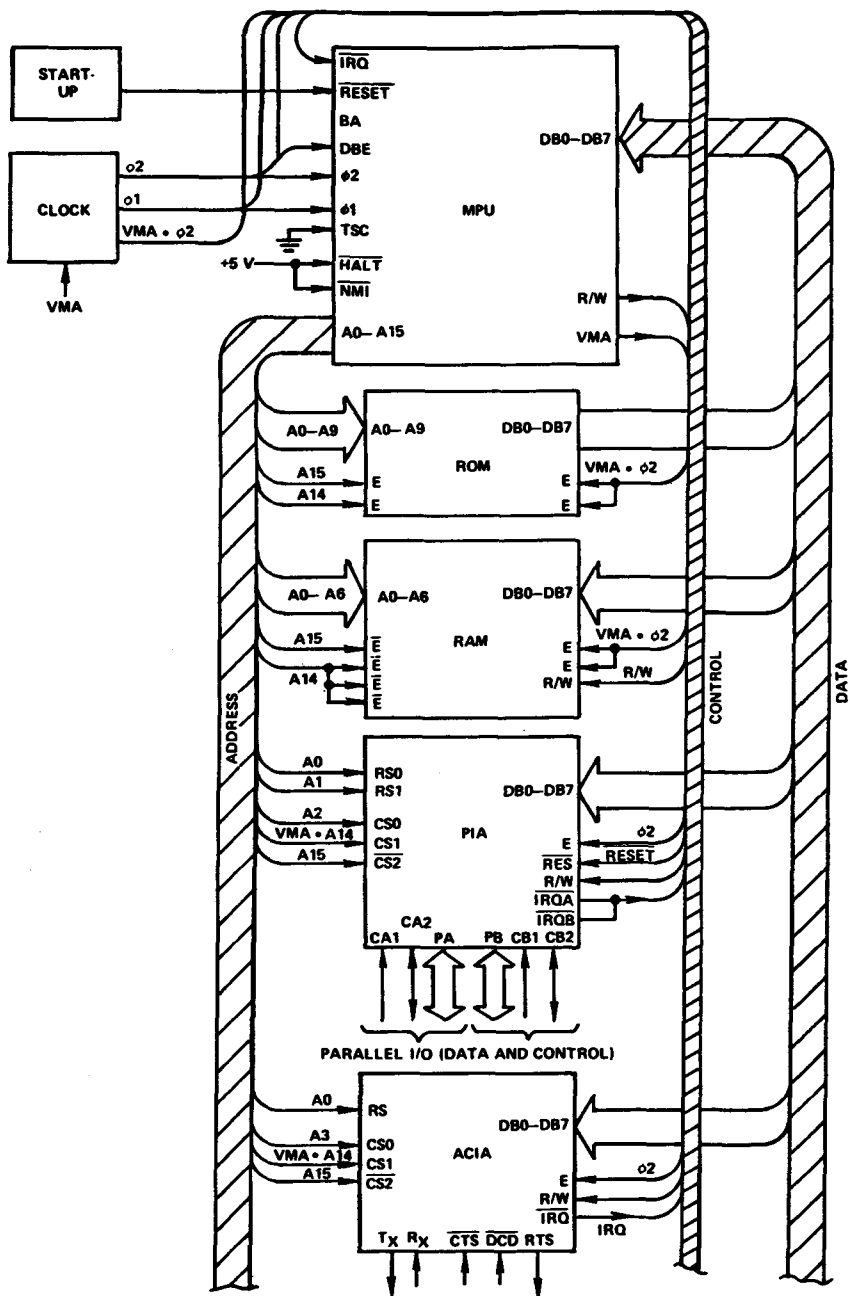 START-
UP
CLOCK
φ2
φ1
VMA • φ2
VMA
+5 V
IRQ
RESET
BA
DBE
φ2
φ1
TSC
HALT
NMI
A0–A15
MPU
DB0–DB7
R/W
VMA
A0–A9
A15
A14
A0–A9
E
E
ROM
DB0–DB7
E
E
VMA • φ2
A0–A6
A15
A14
A0–A6
E
E
E
E
RAM
DB0–DB7
E
E
R/W
VMA • φ2
R/W
ADDRESS
CONTROL
DATA
A0
A1
A2
VMA • A14
A15
RS0
RS1
CS0
CS1
CS2
PIA
DB0–DB7
E
RES
R/W
IRQA
IRQB
φ2
RESET
CA1
CA2
PA
PB
CB1
CB2
PARALLEL I/O (DATA AND CONTROL)
A0
A3
VMA • A14
A15
RS
CS0
CS1
CS2
ACIA
DB0–DB7
E
R/W
IRQ
φ2
IRQ
TX
RX
CTS
DCD
RTS